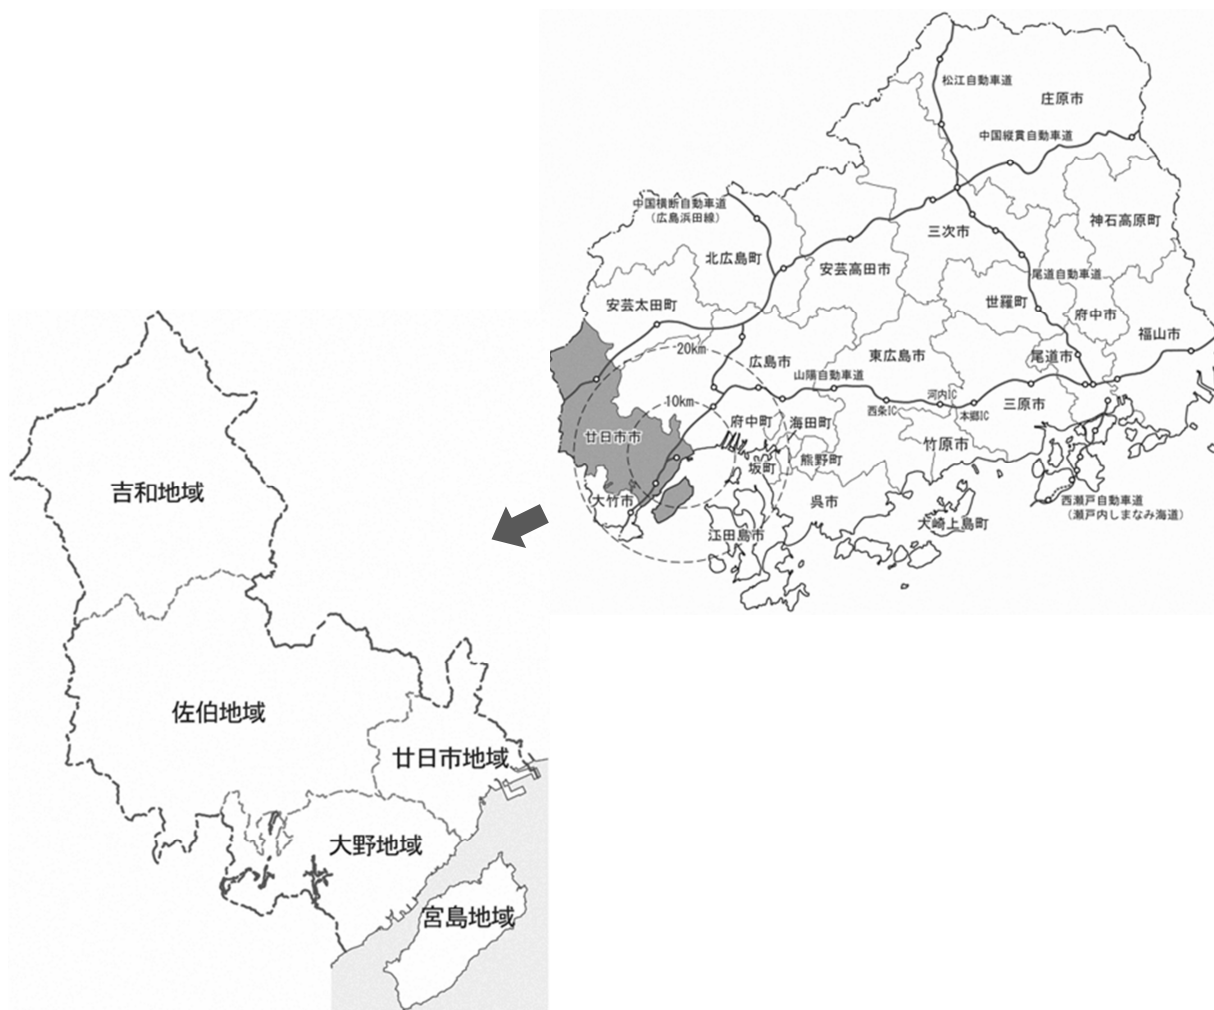 松江自動車道
庄原市
中国縦貫自動車道
中国横断自動車道
（広島浜田線）
神石高原町
三次市
北広島町
安芸高田市
尾道自動車道
安芸太田町
世羅町
府中市
福山市
20km
広島市
東広島市
尾道市
山陽自動車道
10km
河内IC
西条IC
本郷IC
三原市
府中町
海田町
廿日市市
竹原市
坂町
熊野町
大竹市
呉市
西瀬戸自動車道
（瀬戸内しまなみ海道）
大崎上島町
江田島市
吉和地域
佐伯地域
廿日市地域
大野地域
宮島地域